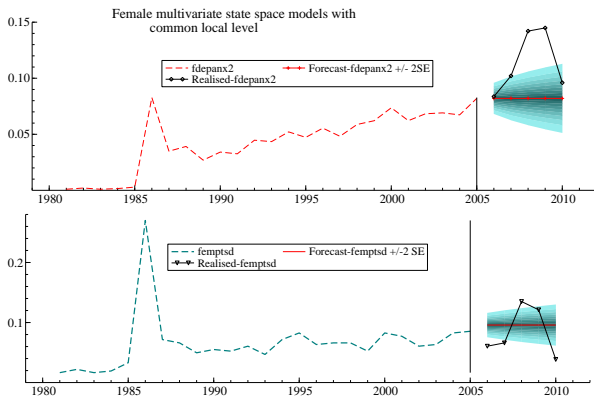 Female multivariate state space models with
common local level
0.15
0.10
0.05
fdepanx2 Forecast-fdepanx2 +/- 2SE
Realised-fdepanx2
1980 1985 1990 1995 2000 2005 2010
0.2
0.1
femptsd Forecast-femptsd +/-2 SE
Realised-femptsd
1980 1985 1990 1995 2000 2005 2010